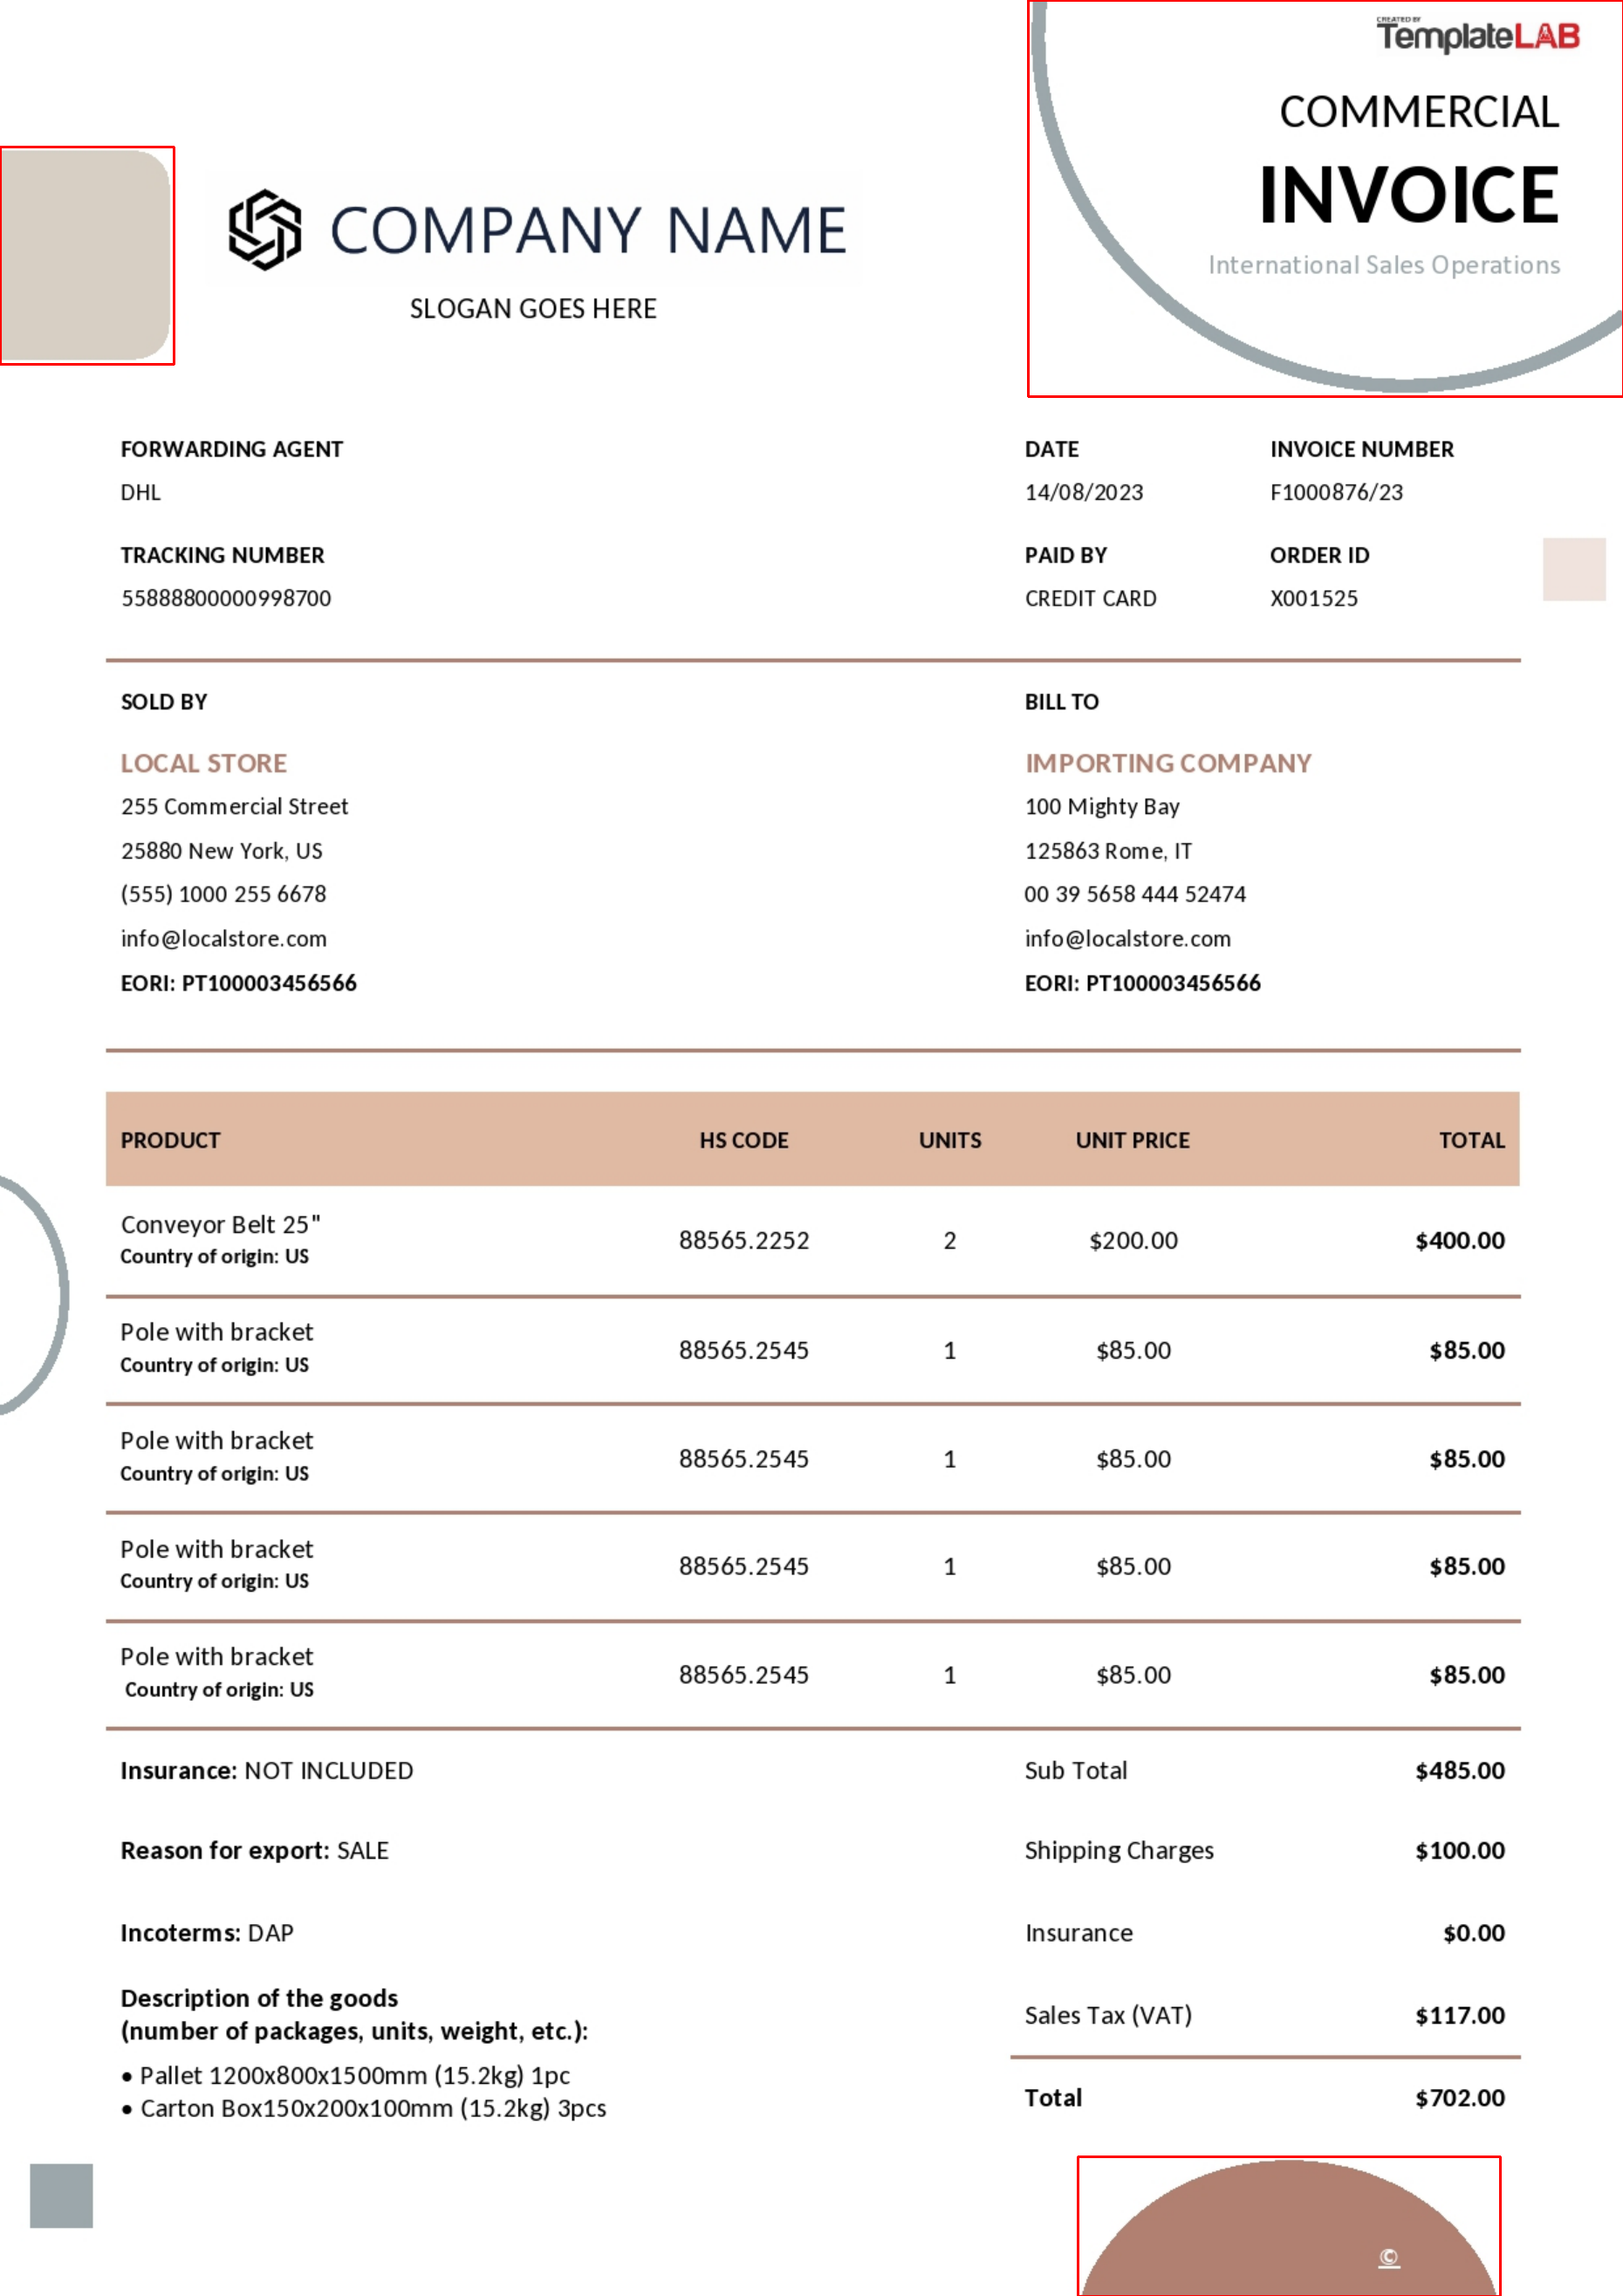 CREATED BY
TemplateLAB
COMMERCIAL
INVOICE
International Sales Operations
COMPANY NAME
SLOGAN GOES HERE
FORWARDING AGENT DATE INVOICE NUMBER
DHL 14/08/2023 F1000876/23
TRACKING NUMBER PAID BY ORDER ID
55888800000998700 CREDIT CARD X001525
SOLD BY BILL TO
LOCAL STORE IMPORTING COMPANY
255 Commercial Street 100 Mighty Bay
25880 New York, US 125863 Rome, IT
(555) 1000 255 6678 00 39 5658 444 52474
info@localstore.com info@localstore.com
EORI: PT100003456566 EORI: PT100003456566
PRODUCT HS CODE UNITS UNIT PRICE TOTAL
Conveyor Belt 25"
Country of origin: US 88565.2252 2 $200.00 $400.00
Pole with bracket
Country of origin: US 88565.2545 1 $85.00 $85.00
Pole with bracket
Country of origin: US 88565.2545 1 $85.00 $85.00
Pole with bracket
Country of origin: US 88565.2545 1 $85.00 $85.00
Pole with bracket
Country of origin: US 88565.2545 1 $85.00 $85.00
Insurance: NOT INCLUDED Sub Total $485.00
Reason for export: SALE Shipping Charges $100.00
Incoterms: DAP Insurance $0.00
Description of the goods
(number of packages, units, weight, etc.): Sales Tax (VAT) $117.00
• Pallet 1200x800x1500mm (15.2kg) 1pc
• Carton Box150x200x100mm (15.2kg) 3pcs Total $702.00
©